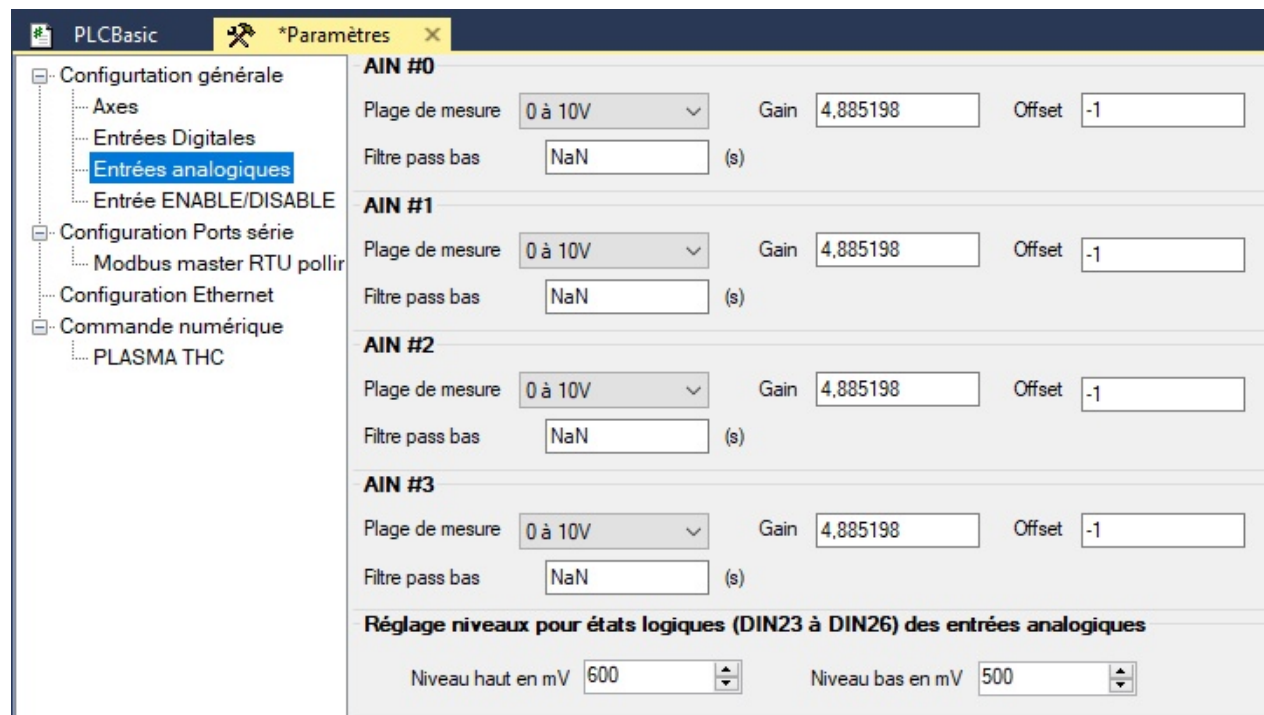 PLCBasic *Paramètres
Configurtation générale
Axes
Entrées Digitales
Entrées analogiques
Entrée ENABLE/DISABLE
Configuration Ports série
Modbus master RTU pollir
Configuration Ethernet
Commande numérique
PLASMA THC
AIN #0
Plage de mesure 0 à 10V Gain 4,885198 Offset -1
Filtre pass bas NaN (s)
AIN #1
Plage de mesure 0 à 10V Gain 4,885198 Offset -1
Filtre pass bas NaN (s)
AIN #2
Plage de mesure 0 à 10V Gain 4,885198 Offset -1
Filtre pass bas NaN (s)
AIN #3
Plage de mesure 0 à 10V Gain 4,885198 Offset -1
Filtre pass bas NaN (s)
Réglage niveaux pour états logiques (DIN23 à DIN26) des entrées analogiques
Niveau haut en mV 600 Niveau bas en mV 500